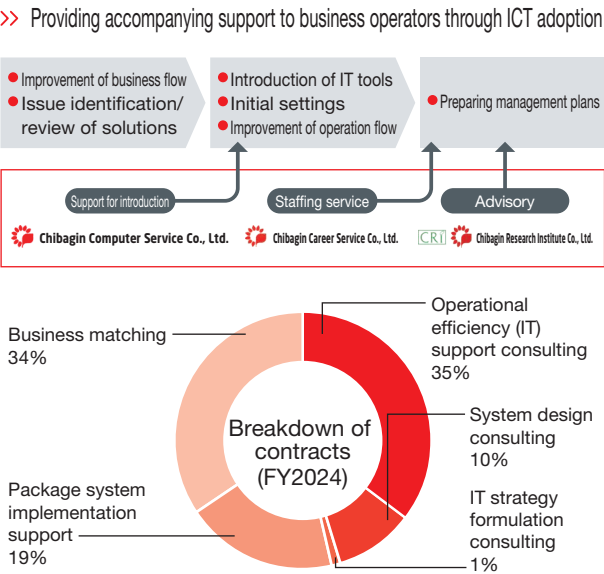 >> Providing accompanying support to business operators through ICT adoption
● Improvement of business flow
● Issue identification/
review of solutions
● Introduction of IT tools
● Initial settings
● Improvement of operation flow
● Preparing management plans
Support for introduction
Staffing service
Advisory
Chibagin Computer Service Co., Ltd.
Chibagin Career Service Co., Ltd.
CRI Chibagin Research Institute Co., Ltd.
Business matching
34%
Operational
efficiency (IT)
support consulting
35%
Breakdown of
contracts
(FY2024)
System design
consulting
10%
Package system
implementation
support
19%
IT strategy
formulation
consulting
1%